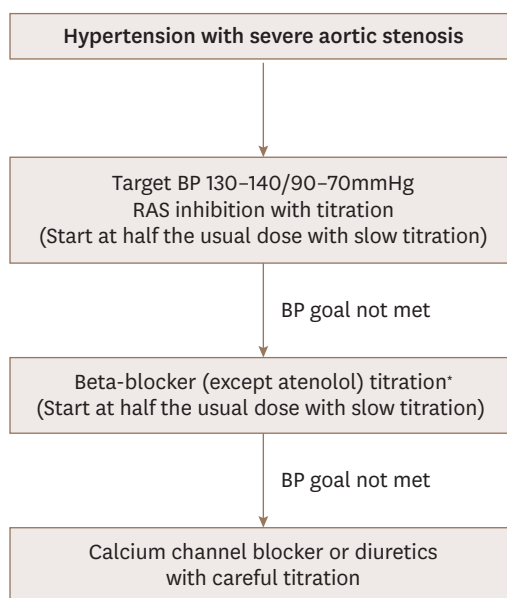 Hypertension with severe aortic stenosis
Target BP 130–140/90–70mmHg
RAS inhibition with titration
(Start at half the usual dose with slow titration)
BP goal not met
Beta-blocker (except atenolol) titration*
(Start at half the usual dose with slow titration)
BP goal not met
Calcium channel blocker or diuretics
with careful titration